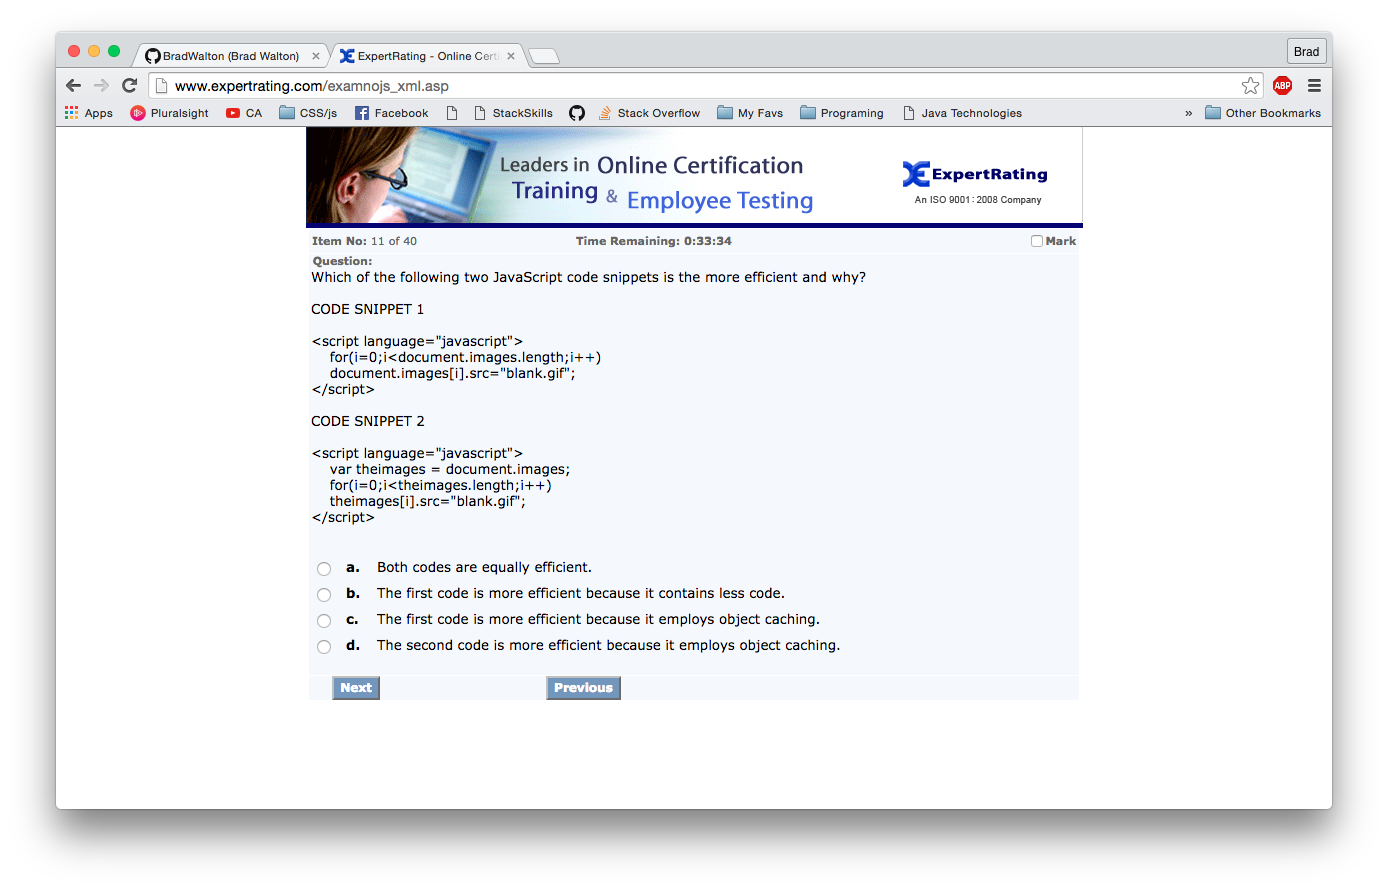 BradWalton (Brad Walton)
ExpertRating - Online Certi
Brad
www.expertrating.com/examnojs_xml.asp
ABP
Apps
Pluralsight
CA
CSS/js
Facebook
StackSkills
Stack Overflow
My Favs
Programing
Java Technologies
»
Other Bookmarks
Leaders in Online Certification
Training & Employee Testing
ExpertRating
An ISO 9001:2008 Company
Item No: 11 of 40
Time Remaining: 0:33:34
Mark
Question:
Which of the following two JavaScript code snippets is the more efficient and why?
CODE SNIPPET 1
<script language="javascript">
for(i=0;i<document.images.length;i++)
document.images[i].src="blank.gif";
</script>
CODE SNIPPET 2
<script language="javascript">
var theimages = document.images;
for(i=0;i<theimages.length;i++)
theimages[i].src="blank.gif";
</script>
a. Both codes are equally efficient.
b. The first code is more efficient because it contains less code.
c. The first code is more efficient because it employs object caching.
d. The second code is more efficient because it employs object caching.
Next
Previous